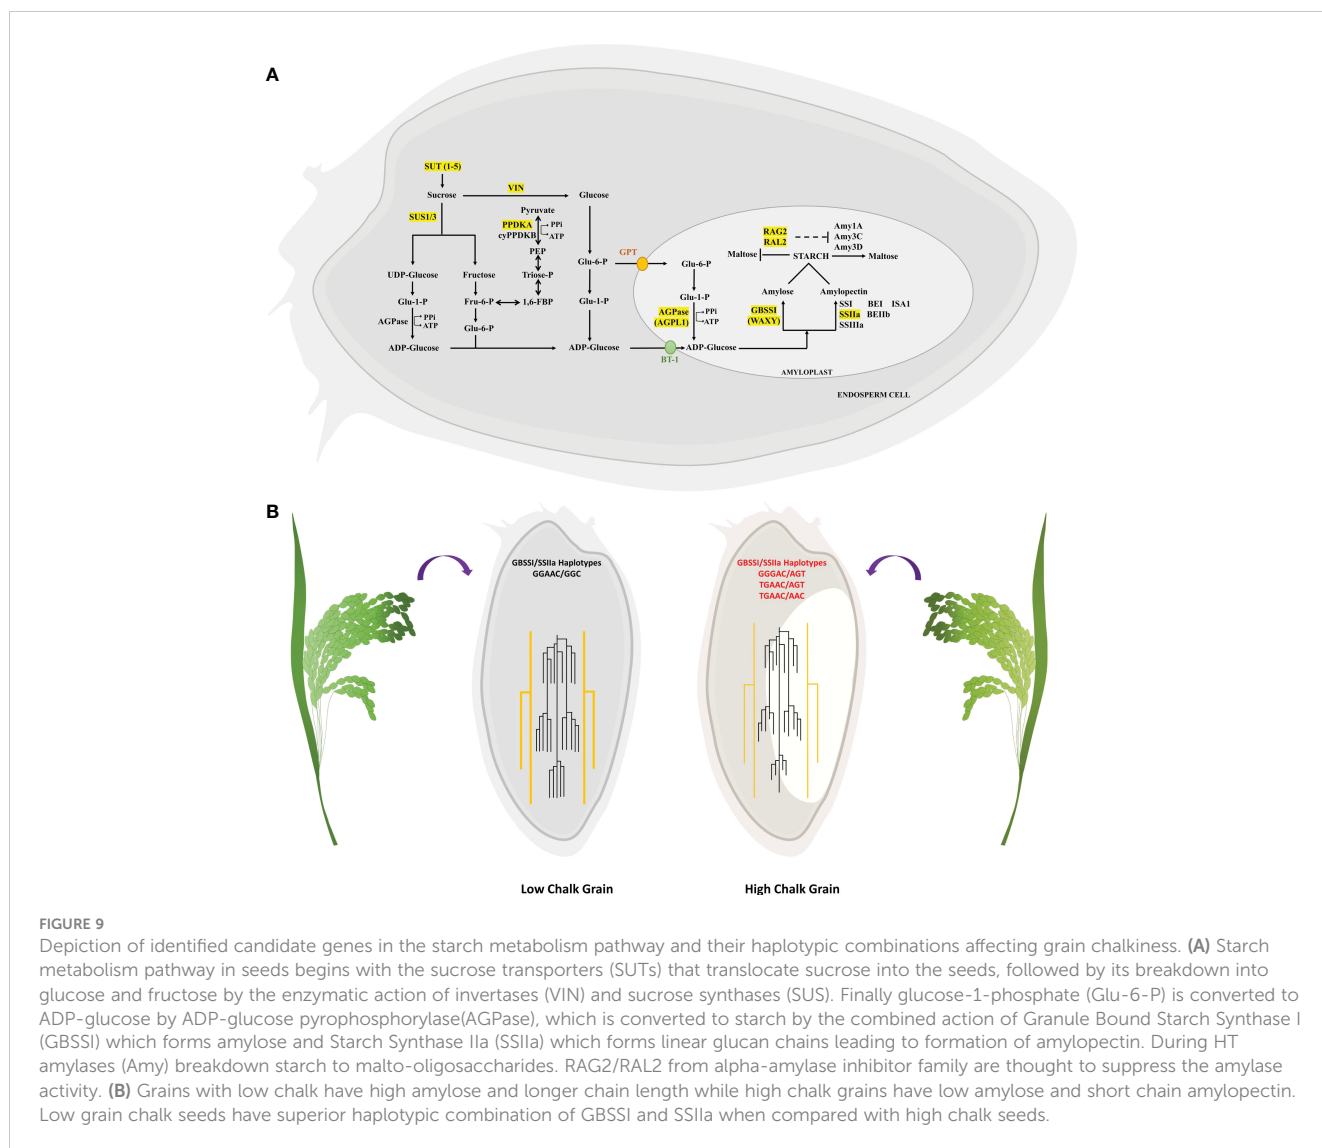 A
SUT (1-5)
Sucrose
VIN
Glucose
SUS1/3
Pyruvate
PPDKA
cyPPDKB
PPi
ATP
PEP
UDP-Glucose
Fructose
Triose-P
Glu-6-P
Glu-1-P
Fru-6-P
1,6-FBP
Glu-1-P
AGPase
PPi
ATP
Glu-6-P
ADP-Glucose
ADP-Glucose
GPT
BT-1
Glu-6-P
Glu-1-P
AGPase
(AGPL1)
PPi
ATP
ADP-Glucose
RAG2
RAL2
Amy1A
Amy3C
Amy3D
Maltose
STARCH
Maltose
Amylose
Amylopectin
GBSSI
(WAXY)
SSI BEI ISA1
SSIIa BEIIb
SSIIIa
AMYLOPLAST
ENDOSPERM CELL
B
GBSSI/SSIIa Haplotypes
GGAAC/GGC
GBSSI/SSIIa Haplotypes
GGGAC/AGT
TGAAC/AGT
TGAAC/AAC
Low Chalk Grain
High Chalk Grain
FIGURE 9
Depiction of identified candidate genes in the starch metabolism pathway and their haplotypic combinations affecting grain chalkiness. (A) Starch
metabolism pathway in seeds begins with the sucrose transporters (SUTs) that translocate sucrose into the seeds, followed by its breakdown into
glucose and fructose by the enzymatic action of invertases (VIN) and sucrose synthases (SUS). Finally glucose-1-phosphate (Glu-6-P) is converted to
ADP-glucose by ADP-glucose pyrophosphorylase(AGPase), which is converted to starch by the combined action of Granule Bound Starch Synthase I
(GBSSI) which forms amylose and Starch Synthase IIa (SSIIa) which forms linear glucan chains leading to formation of amylopectin. During HT
amylases (Amy) breakdown starch to malto-oligosaccharides. RAG2/RAL2 from alpha-amylase inhibitor family are thought to suppress the amylase
activity. (B) Grains with low chalk have high amylose and longer chain length while high chalk grains have low amylose and short chain amylopectin.
Low grain chalk seeds have superior haplotypic combination of GBSSI and SSIIa when compared with high chalk seeds.